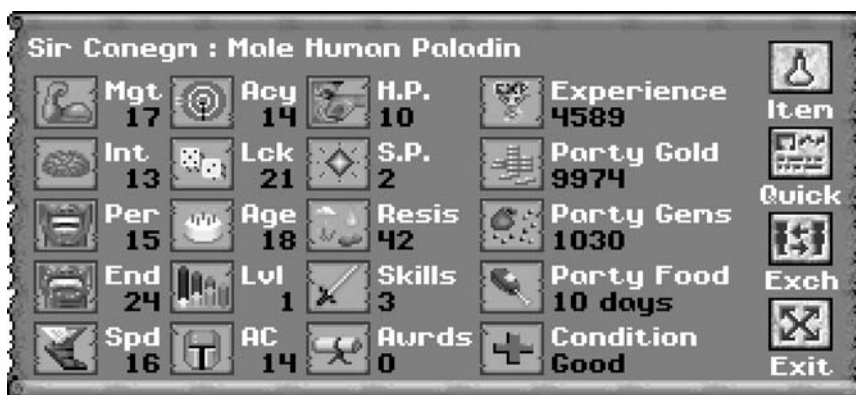 Sir Canegm : Male Human Paladin
Mgt 17 Acy 14 H.P. 10 Experience 4589 Item
Int 13 Lck 21 S.P. 2 Party Gold 9974 Quick
Per 15 Age 18 Resis 42 Party Gems 1030 Exch
End 24 Lvl 1 Skills 3 Party Food 10 days
Spd 16 AC 14 Awrds 0 Condition Good Exit